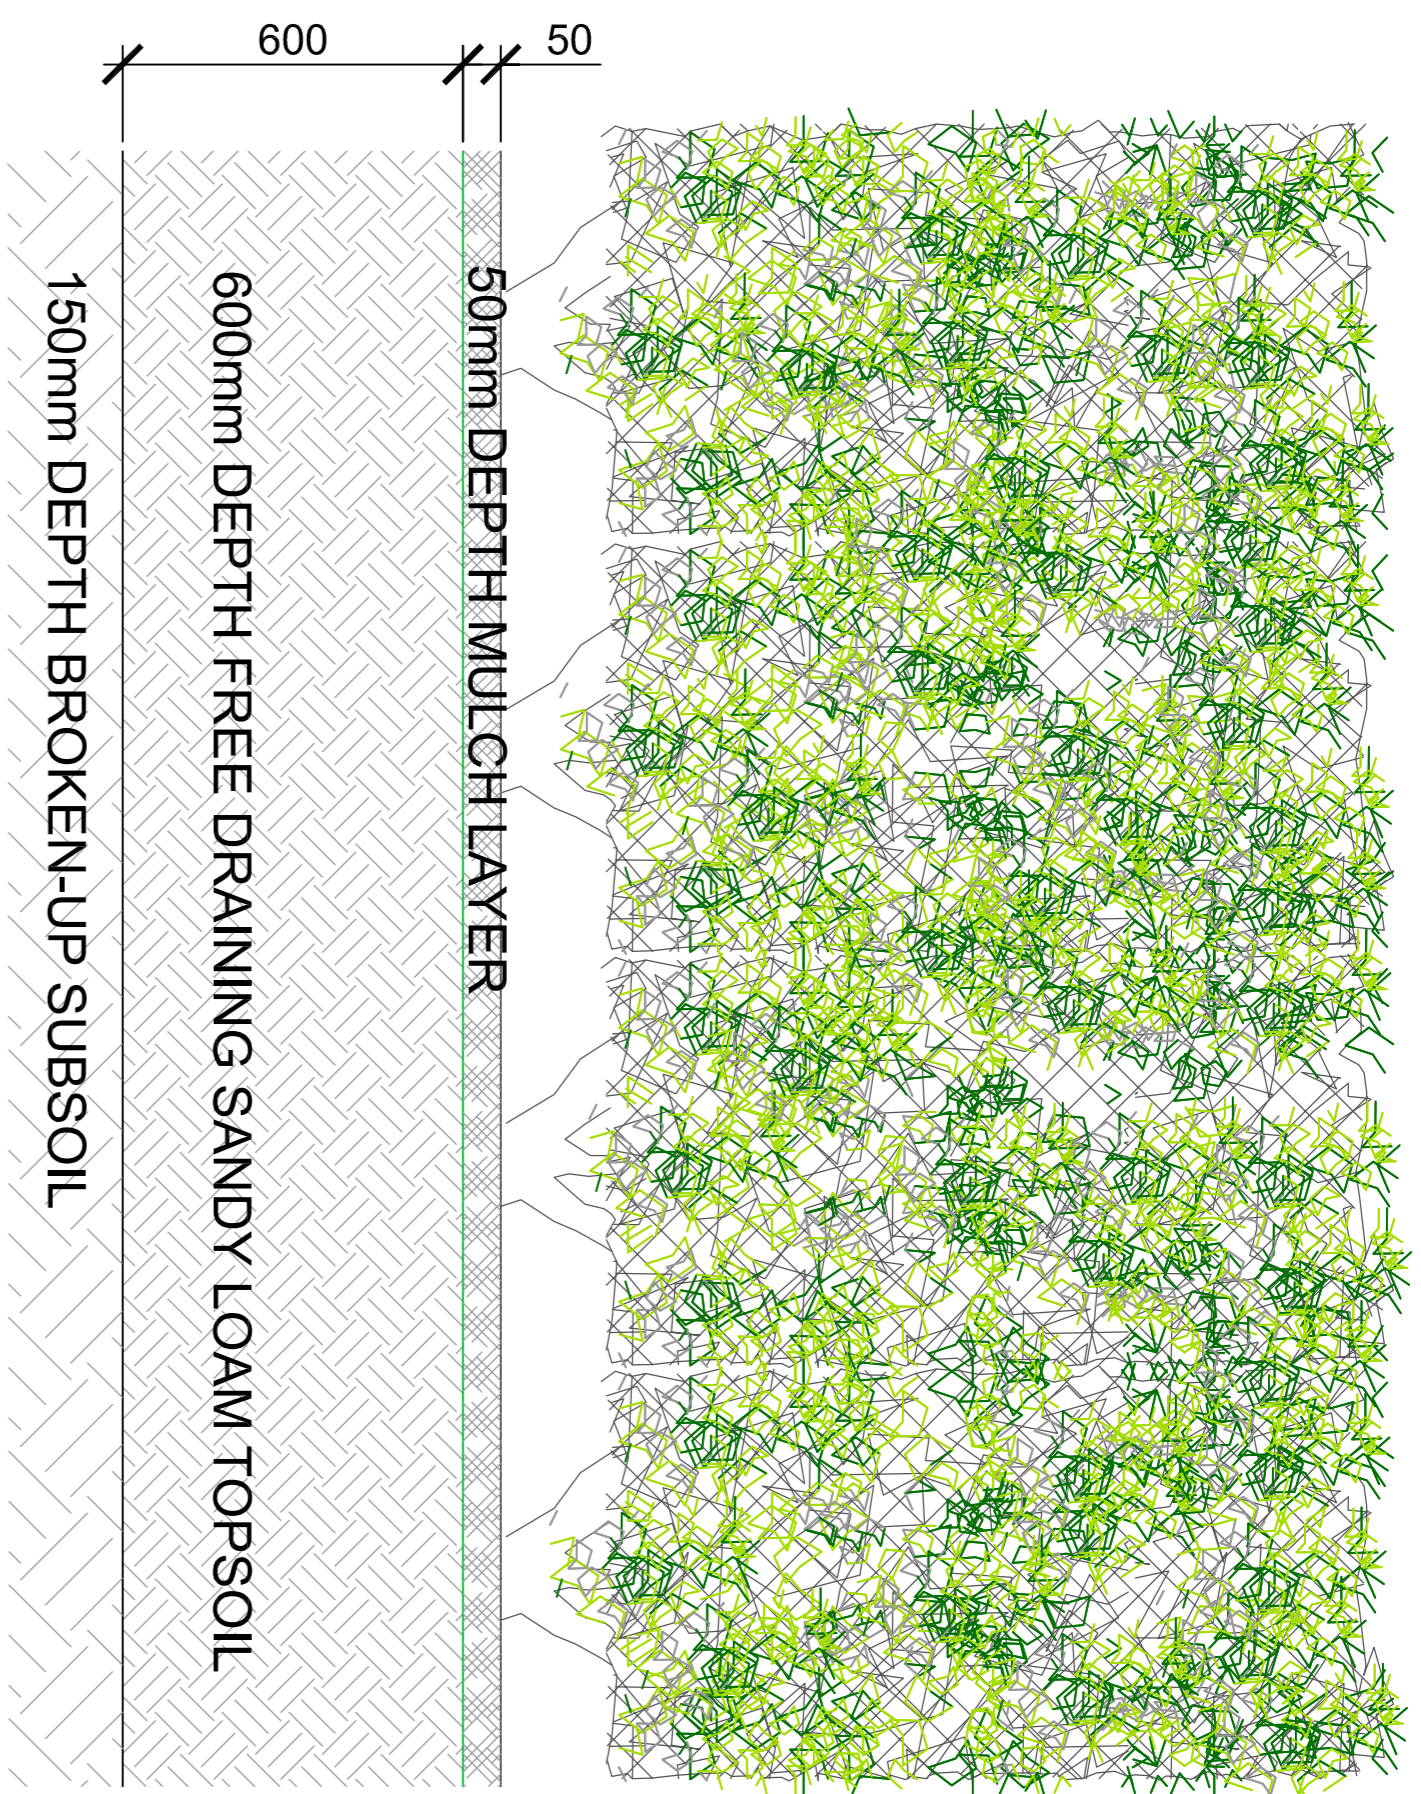 600
50
50mm DEPTH MULCH LAYER
600mm DEPTH FREE DRAINING SANDY LOAM TOPSOIL
150mm DEPTH BROKEN-UP SUBSOIL